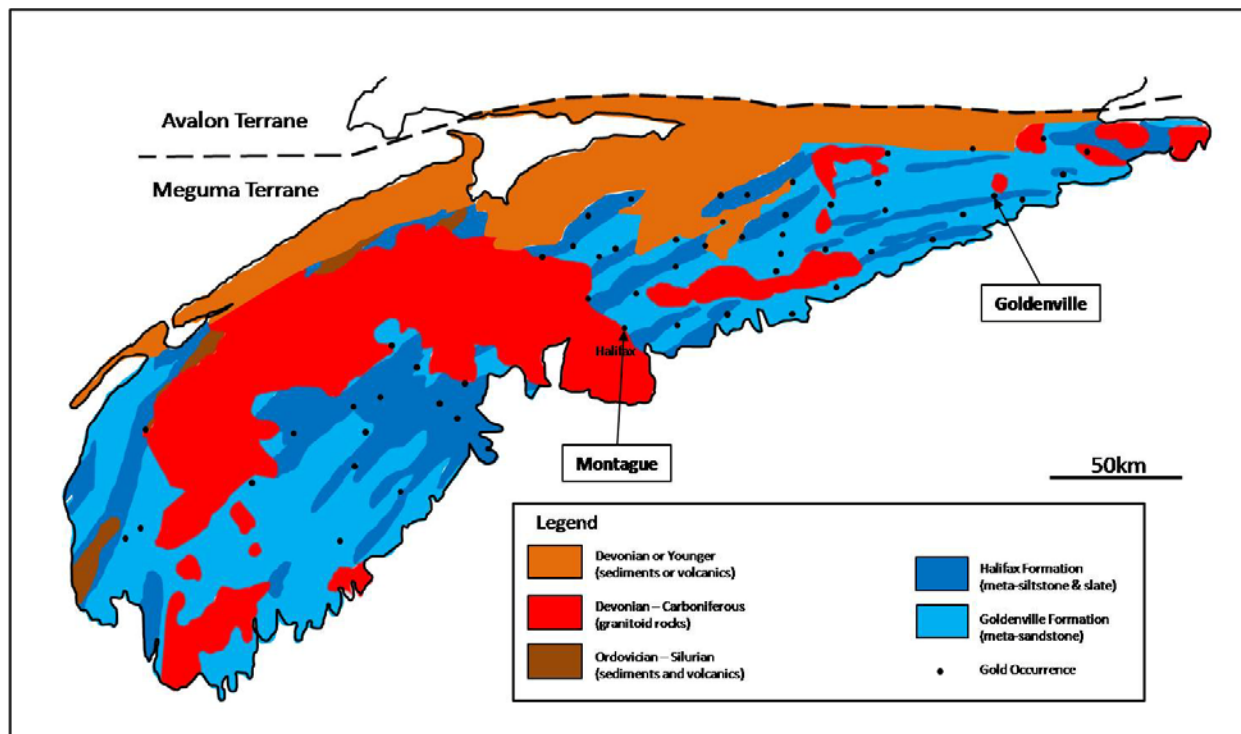 Avalon Terrane
Meguma Terrane
Goldenville
Halifax
Montague
50km
Legend
Devonian or Younger
(sediments or volcanics)
Devonian – Carboniferous
(granitoid rocks)
Ordovician – Silurian
(sediments and volcanics)
Halifax Formation
(meta-siltstone & slate)
Goldenville Formation
(meta-sandstone)
Gold Occurrence